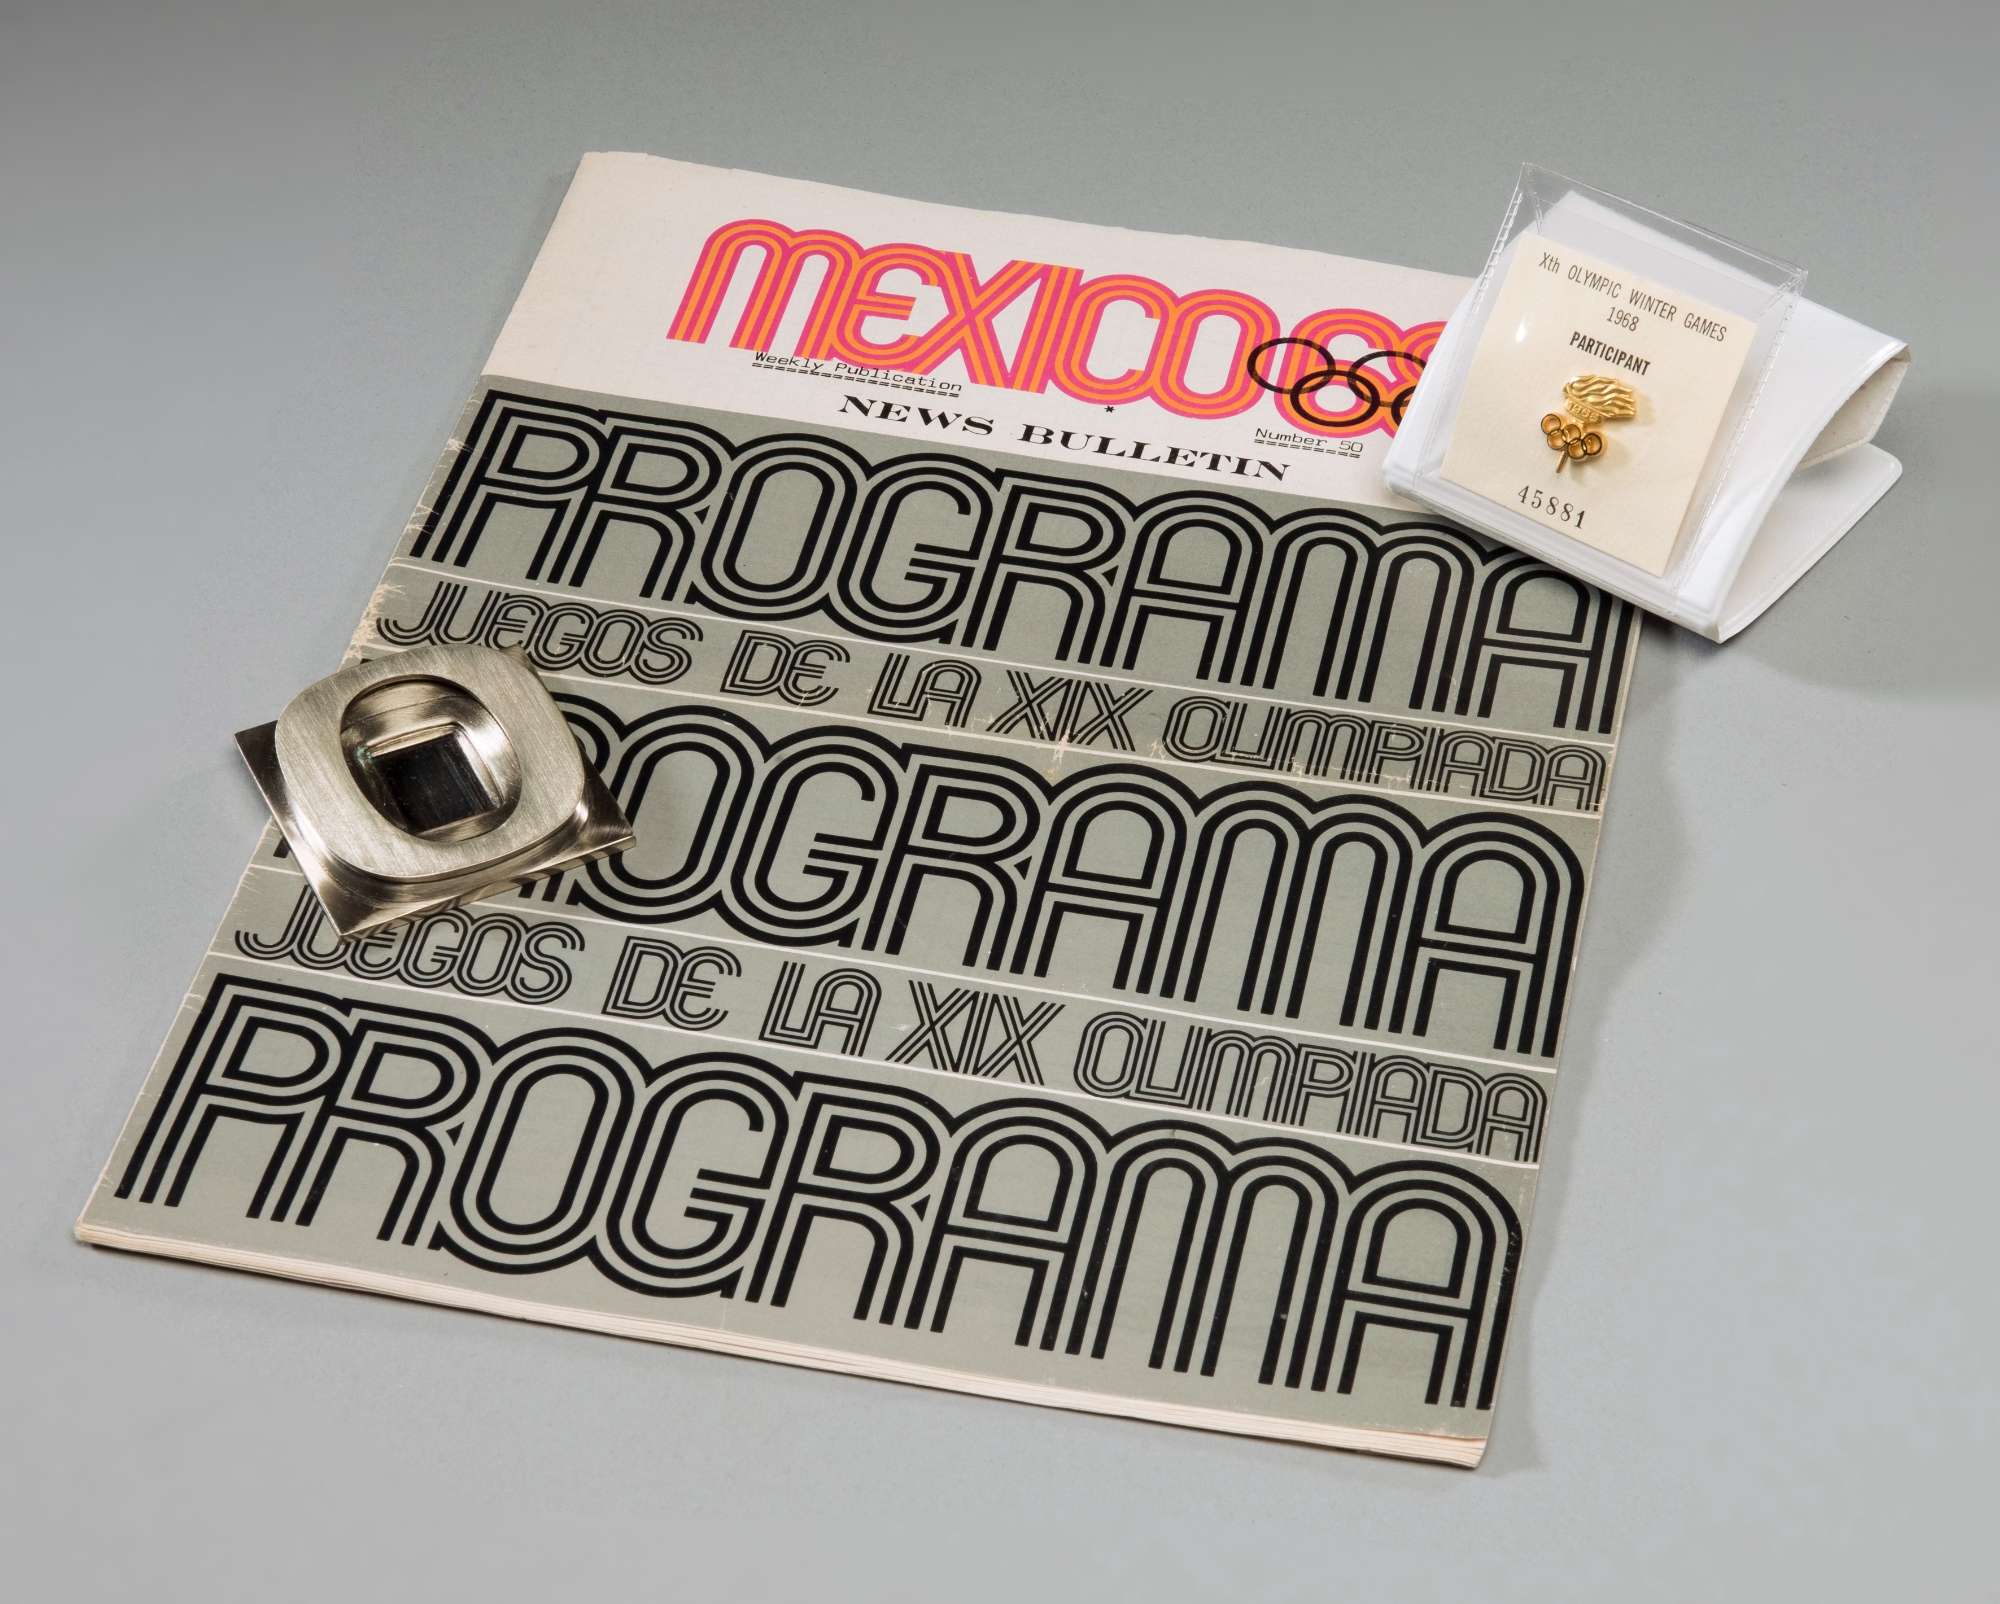 MEXICO 68
Weekly Publication
NEWS BULLETIN
Number 50
PROGRAMA
JUEGOS DE LA XIX OLIMPIADA
PROGRAMA
JUEGOS DE LA XIX OLIMPIADA
PROGRAMA
Xth OLYMPIC WINTER GAMES
1968
PARTICIPANT
1968
45881